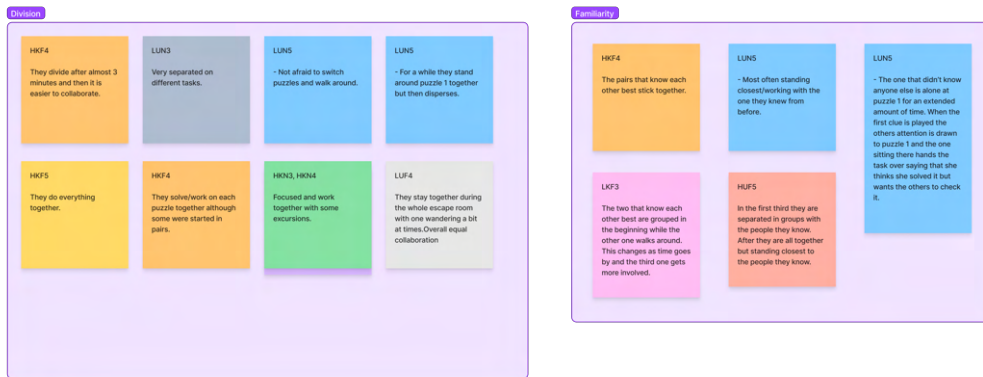 Division
HKF4
They divide after almost 3
minutes and then it is
easier to collaborate.
LUN3
Very separated on
different tasks.
LUN5
- Not afraid to switch
puzzles and walk around.
LUN5
- For a while they stand
around puzzle 1 together
but then disperses.
HKF5
They do everything
together.
HKF4
They solve/work on each
puzzle together although
some were started in
pairs.
HKN3, HKN4
Focused and work
together with some
excursions.
LUF4
They stay together during
the whole escape room
with one wandering a bit
at times.Overall equal
collaboration
Familiarity
HKF4
The pairs that know each
other best stick together.
LUN5
- Most often standing
closest/working with the
one they knew from
before.
LUN5
- The one that didn't know
anyone else is alone at
puzzle 1 for an extended
amount of time. When the
first clue is played the
others attention is drawn
to puzzle 1 and the one
sitting there hands the
task over saying that she
thinks she solved it but
wants the others to check
it.
LKF3
The two that know each
other best are grouped in
the beginning while the
other one walks around.
This changes as time goes
by and the third one gets
more involved.
HUF5
In the first third they are
separated in groups with
the people they know.
After they are all together
but standing closest to
the people they know.